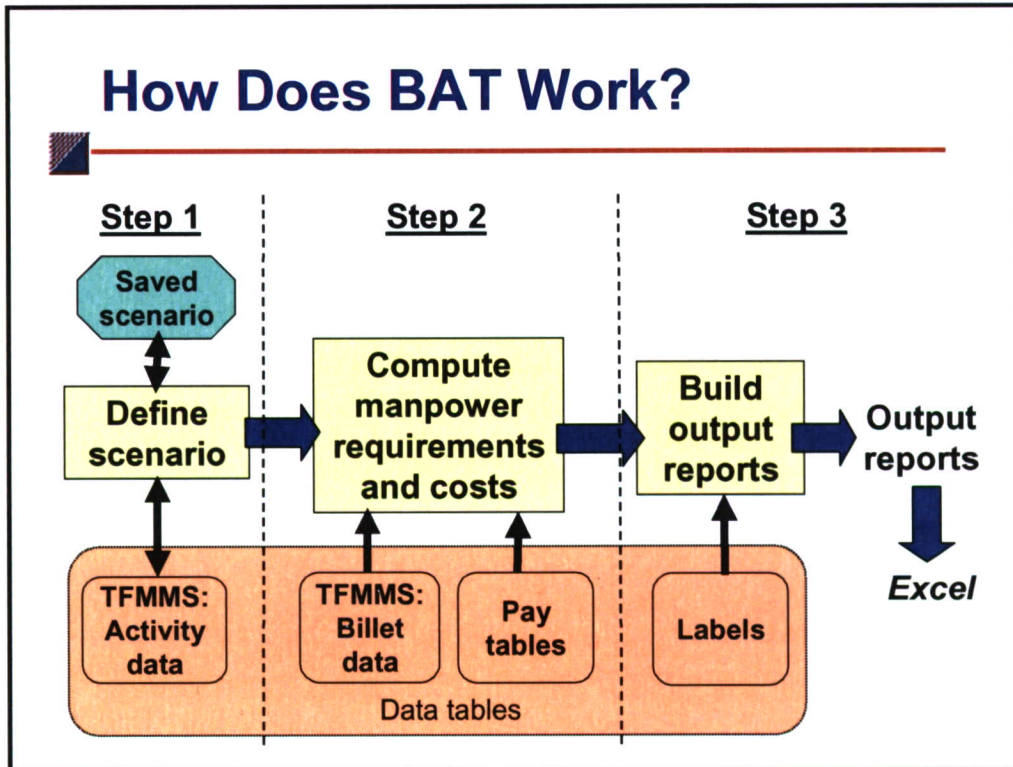 How Does BAT Work?
Step 1
Step 2
Step 3
Saved
scenario
Define
scenario
Compute
manpower
requirements
and costs
Build
output
reports
Output
reports
Excel
TFMMS:
Activity
data
TFMMS:
Billet
data
Pay
tables
Labels
Data tables